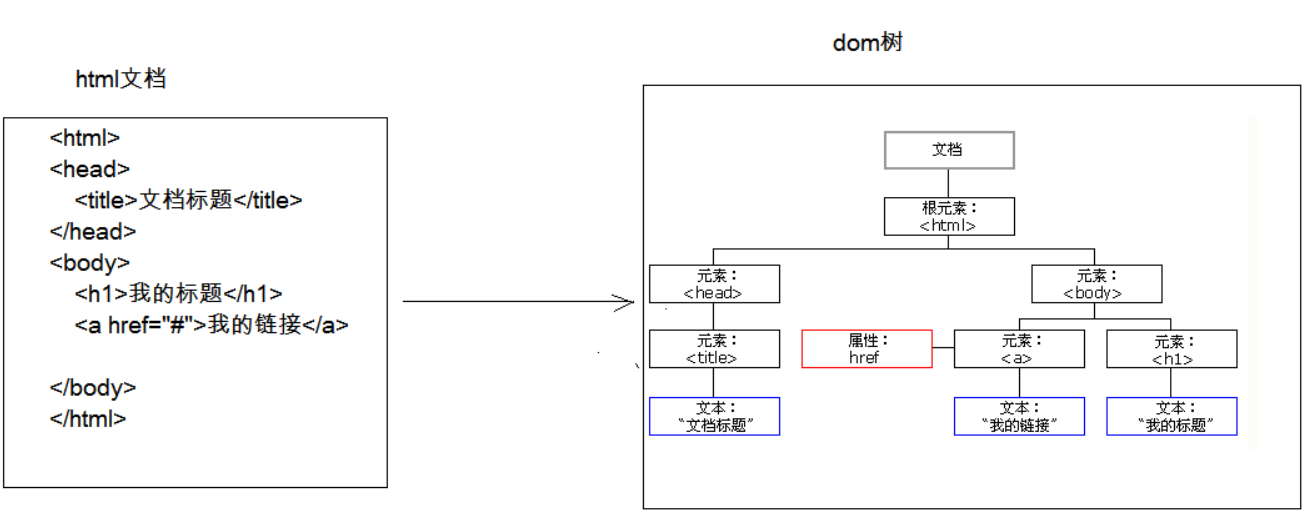 dom树
html文档
<html>
<head>
<title>文档标题</title>
</head>
<body>
<h1>我的标题</h1>
<a href="#">我的链接</a>
</body>
</html>
文档
根元素：
<html>
元素：
<head>
元素：
<body>
元素：
<title>
属性：
href
元素：
<a>
元素：
<h1>
文本：
“文档标题”
文本：
“我的链接”
文本：
“我的标题”